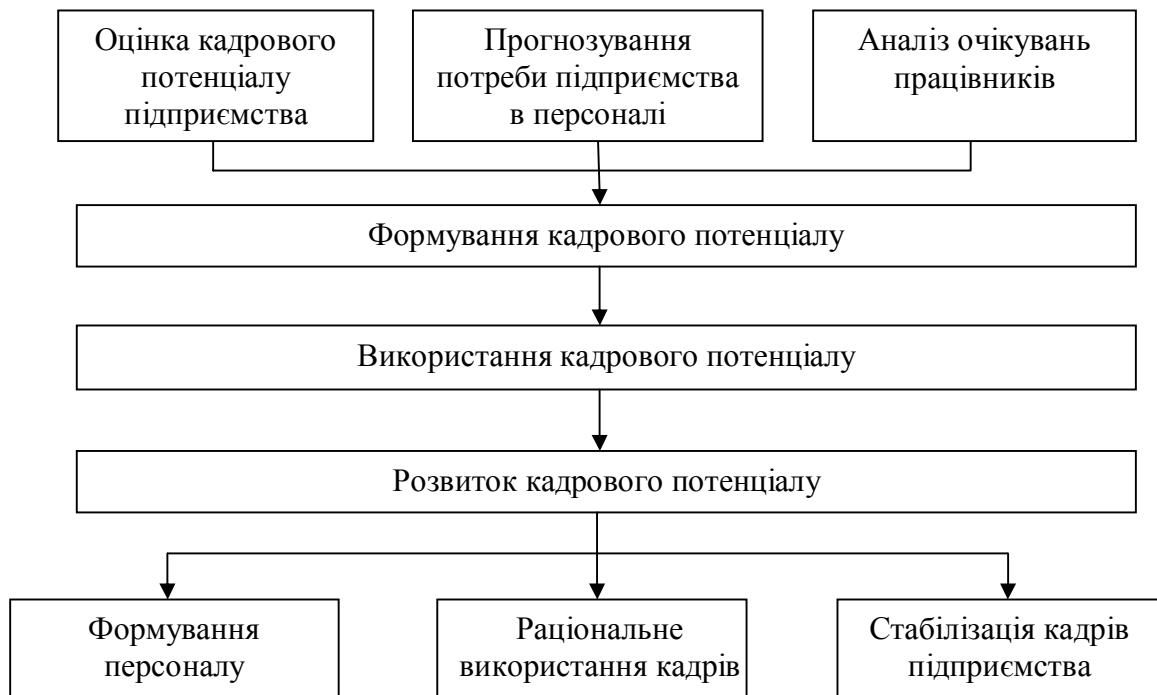 Оцінка кадрового
потенціалу
підприємства
Прогнозування
потреби підприємства
в персоналі
Аналіз очікувань
працівників
Формування кадрового потенціалу
Використання кадрового потенціалу
Розвиток кадрового потенціалу
Формування
персоналу
Раціональне
використання кадрів
Стабілізація кадрів
підприємства